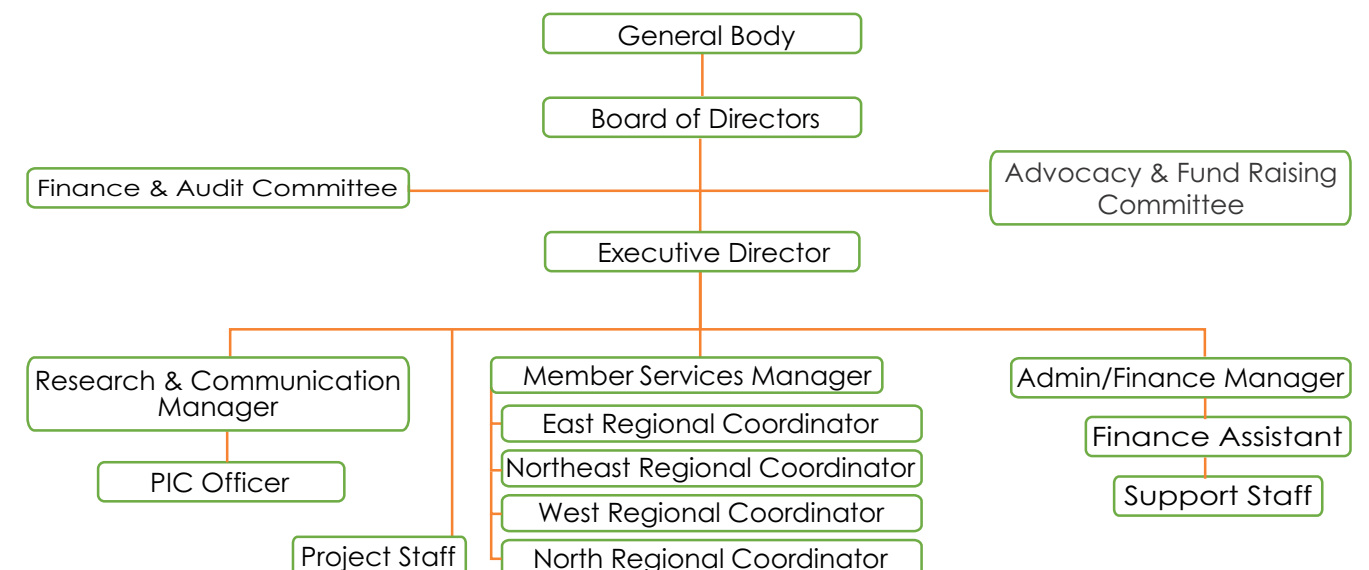 General Body
Board of Directors
Finance & Audit Committee
Advocacy & Fund Raising
Committee
Executive Director
Research & Communication
Manager
PIC Officer
Project Staff
Member Services Manager
East Regional Coordinator
Northeast Regional Coordinator
West Regional Coordinator
North Regional Coordinator
Admin/Finance Manager
Finance Assistant
Support Staff